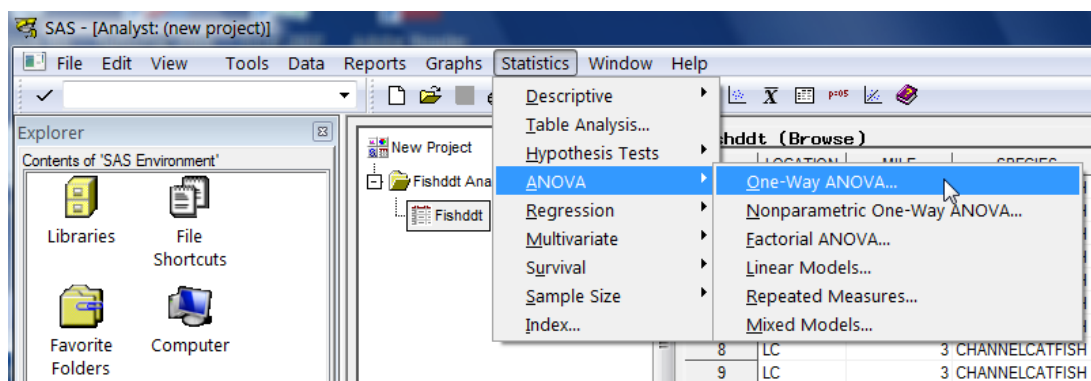 SAS - [Analyst: (new project)]
File Edit View Tools Data Reports Graphs Statistics Window Help
Explorer
Contents of 'SAS Environment'
Libraries
File Shortcuts
Favorite Folders
Computer
New Project
Fishddt Ana
Fishddt
Descriptive
Table Analysis...
Hypothesis Tests
ANOVA
Regression
Multivariate
Survival
Sample Size
Index...
hddt (Browse)
LOCATION MILE SPECIES
One-Way ANOVA...
Nonparametric One-Way ANOVA...
Factorial ANOVA...
Linear Models...
Repeated Measures...
Mixed Models...
8 LC 3 CHANNELCATFISH
9 LC 3 CHANNELCATFISH